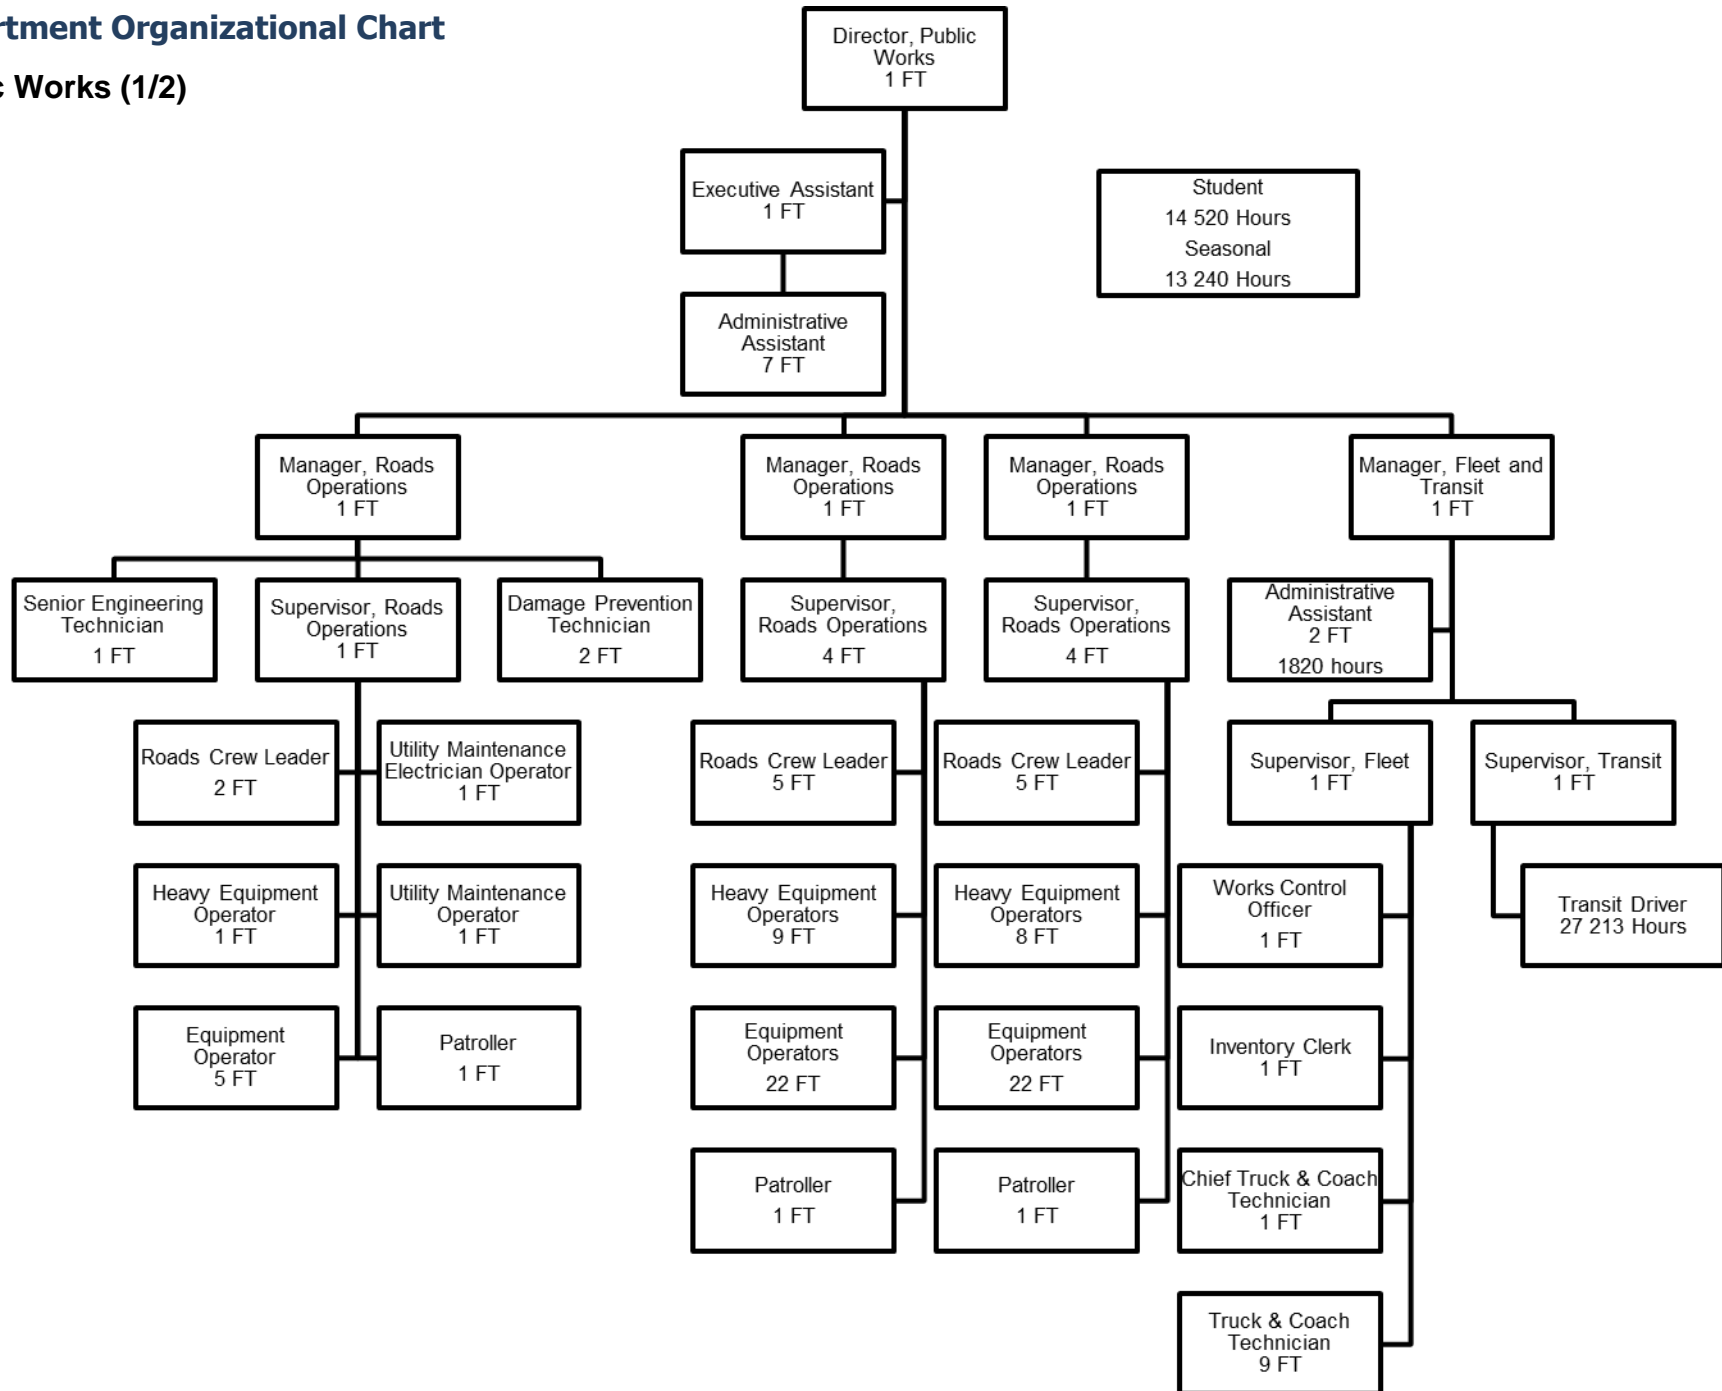 rtment Organizational Chart
c Works (1/2)
Director, Public
Works
1 FT
Executive Assistant
1 FT
Student
14 520 Hours
Seasonal
13 240 Hours
Administrative
Assistant
7 FT
Manager, Roads
Operations
1 FT
Manager, Roads
Operations
1 FT
Manager, Roads
Operations
1 FT
Manager, Fleet and
Transit
1 FT
Senior Engineering
Technician
1 FT
Supervisor, Roads
Operations
1 FT
Damage Prevention
Technician
2 FT
Supervisor,
Roads Operations
4 FT
Supervisor,
Roads Operations
4 FT
Administrative
Assistant
2 FT
1820 hours
Roads Crew Leader
2 FT
Utility Maintenance
Electrician Operator
1 FT
Roads Crew Leader
5 FT
Roads Crew Leader
5 FT
Supervisor, Fleet
1 FT
Supervisor, Transit
1 FT
Heavy Equipment
Operator
1 FT
Utility Maintenance
Operator
1 FT
Heavy Equipment
Operators
9 FT
Heavy Equipment
Operators
8 FT
Works Control
Officer
1 FT
Transit Driver
27 213 Hours
Equipment
Operator
5 FT
Patroller
1 FT
Equipment
Operators
22 FT
Equipment
Operators
22 FT
Inventory Clerk
1 FT
Patroller
1 FT
Patroller
1 FT
Chief Truck & Coach
Technician
1 FT
Truck & Coach
Technician
9 FT